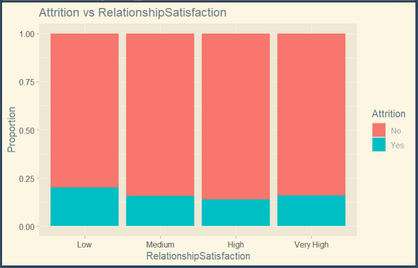 Attrition vs RelationshipSatisfaction
1.00
0.75
0.50
0.25
0.00
Proportion
Low Medium High Very High
RelationshipSatisfaction
Attrition
No
Yes